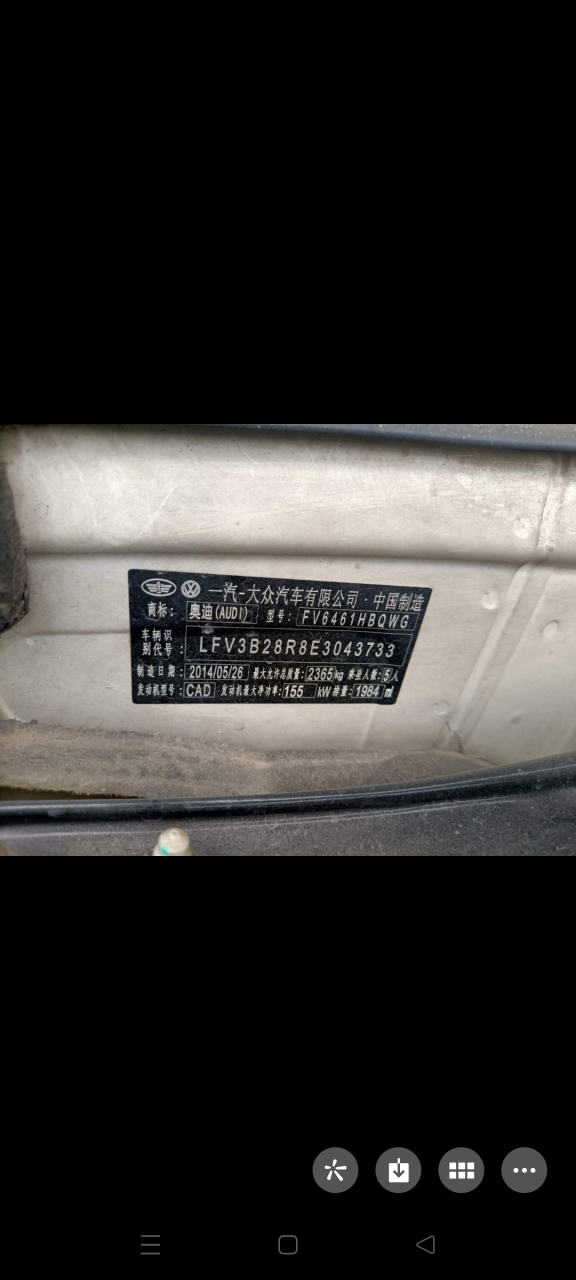 一汽-大众汽车有限公司·中国制造
商标: 奥迪(AUDI) 型号: FV6461HBQWG
车辆识
别代号: LFV3B28R8E3043733
制造日期: 2014/05/26 最大允许总质量: 2365kg 乘坐人数: 5人
发动机型号: CAD 发动机最大净功率: 155 kW 排量: 1984 ml